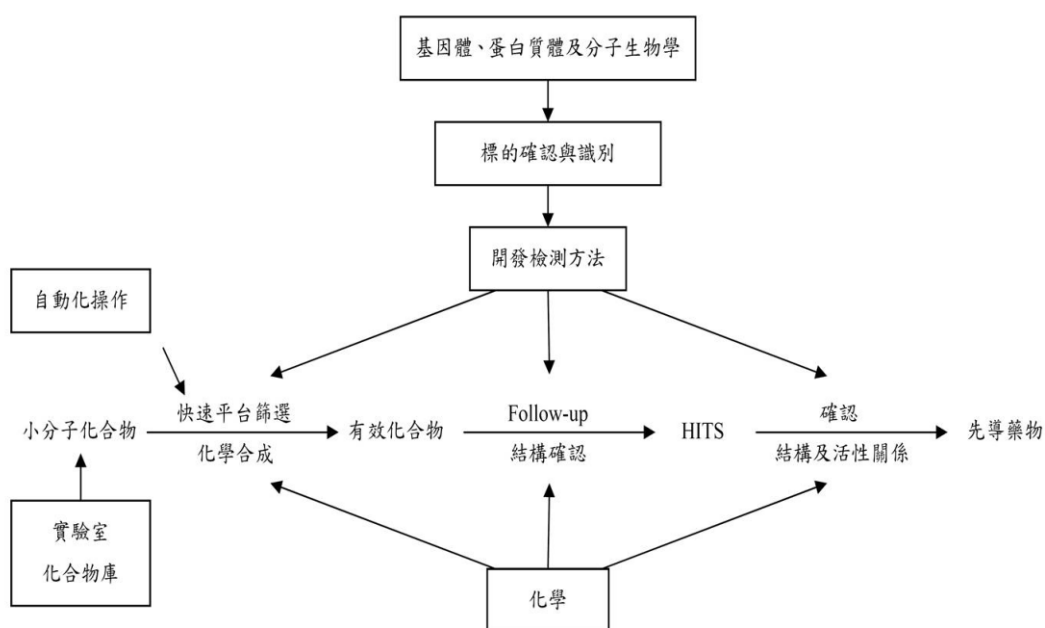 基因體、蛋白質體及分子生物學
標的確認與識別
開發檢測方法
自動化操作
快速平台篩選
Follow-up
確認
小分子化合物
有效化合物
HITS
先導藥物
化學合成
結構確認
結構及活性關係
實驗室
化合物庫
化學